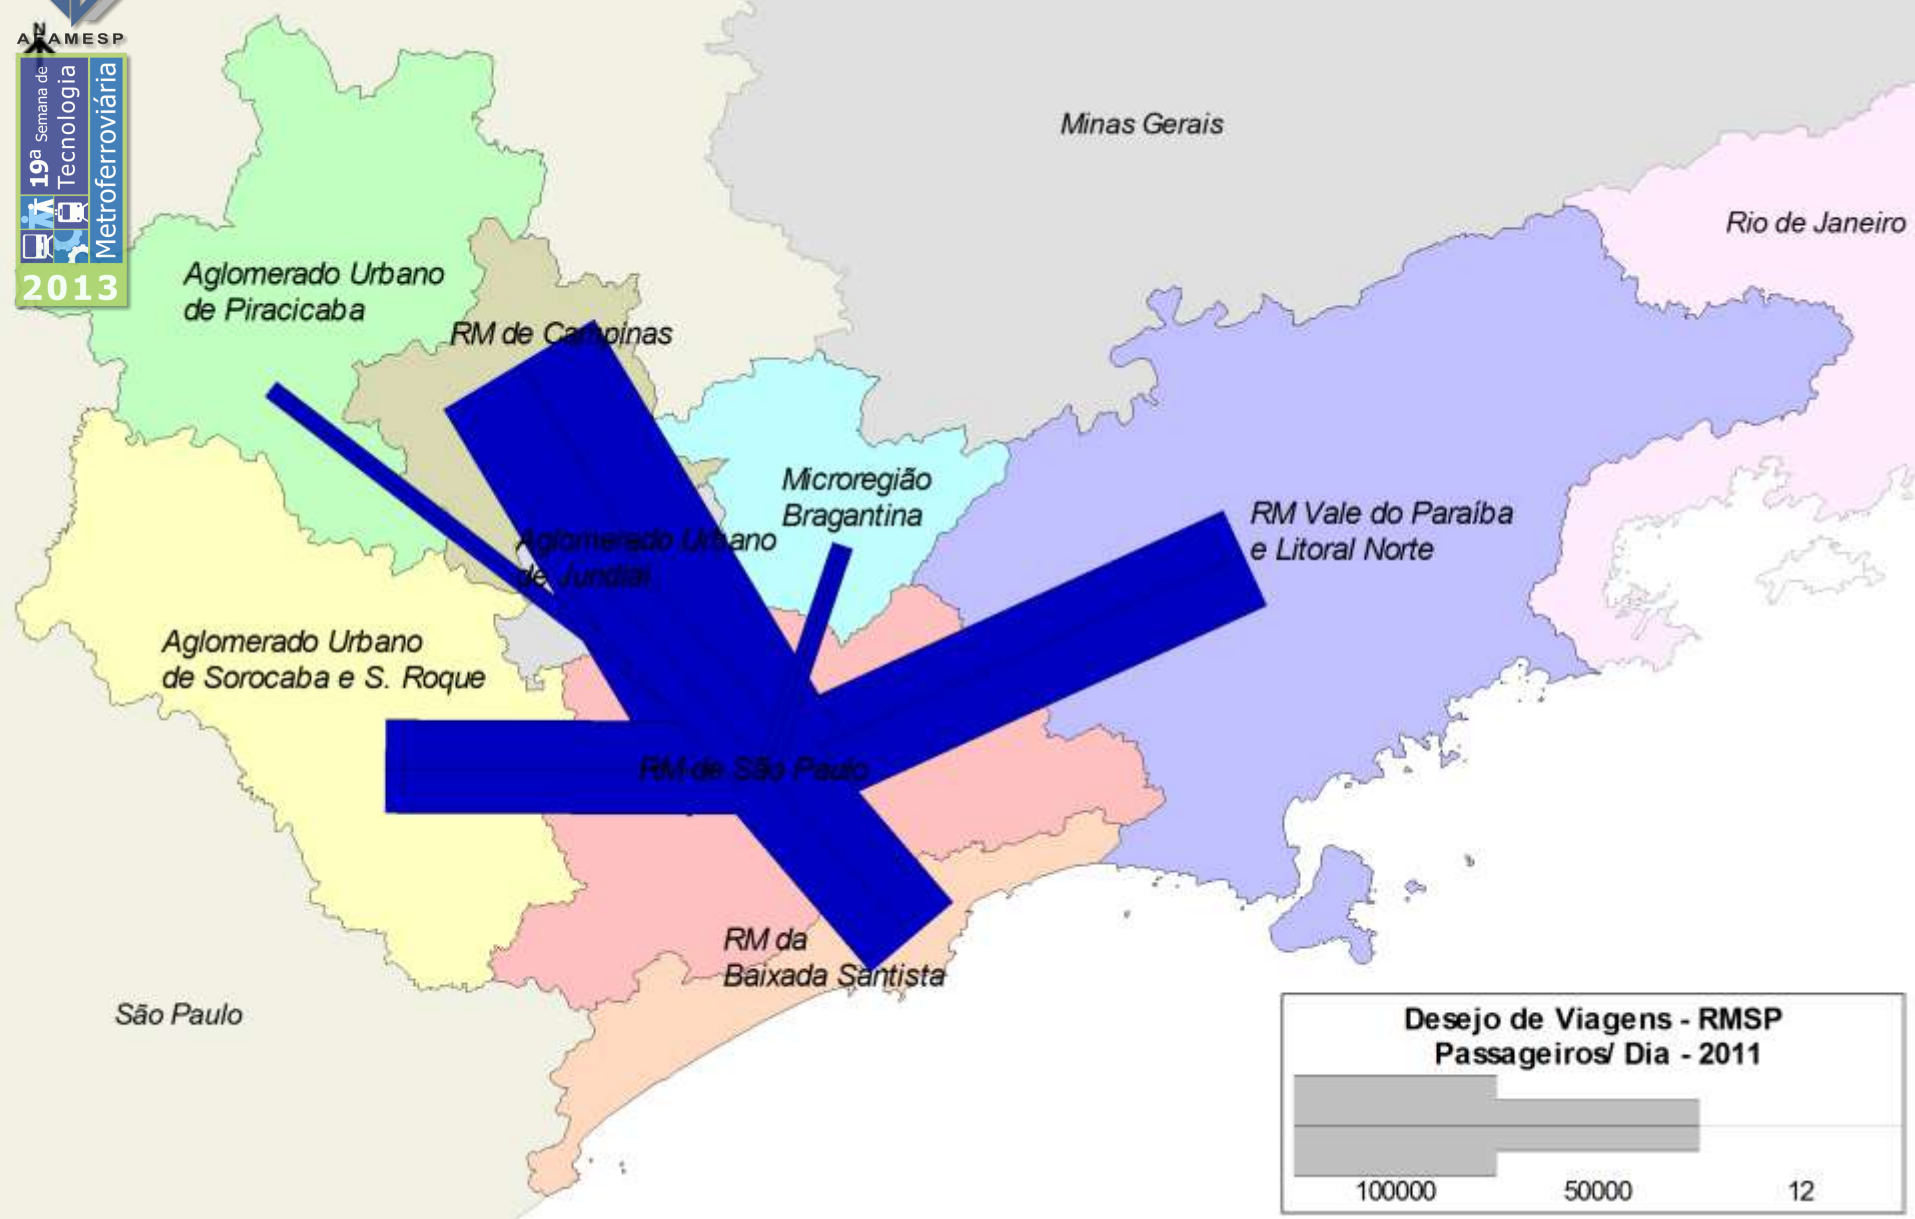 N
AEAMESP
19ª Semana de
Tecnologia
Metroferroviária
2013
Minas Gerais
Rio de Janeiro
Aglomerado Urbano
de Piracicaba
RM de Campinas
Microregião
Bragantina
RM Vale do Paraíba
e Litoral Norte
Aglomerado Urbano
de Jundiaí
Aglomerado Urbano
de Sorocaba e S. Roque
RM de São Paulo
RM da
Baixada Santista
São Paulo
Desejo de Viagens - RMSP
Passageiros/ Dia - 2011
100000 50000 12